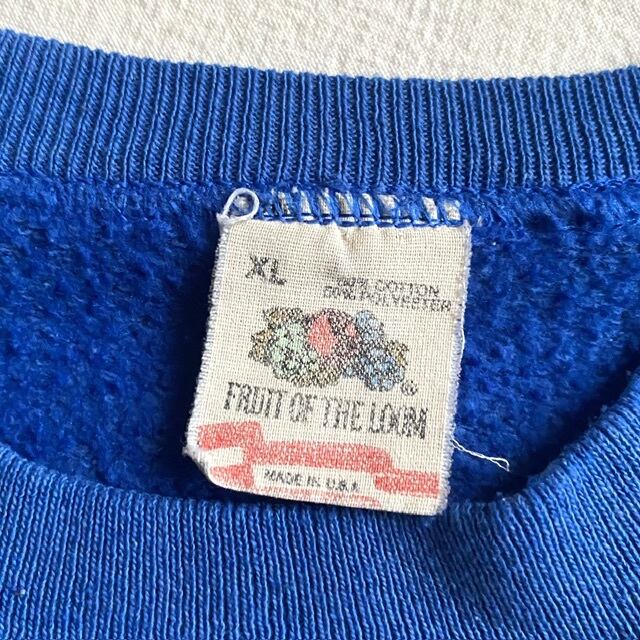 XL
50% COTTON
50% POLYESTER
®
FRUIT OF THE LOOM
MADE IN U.S.A.